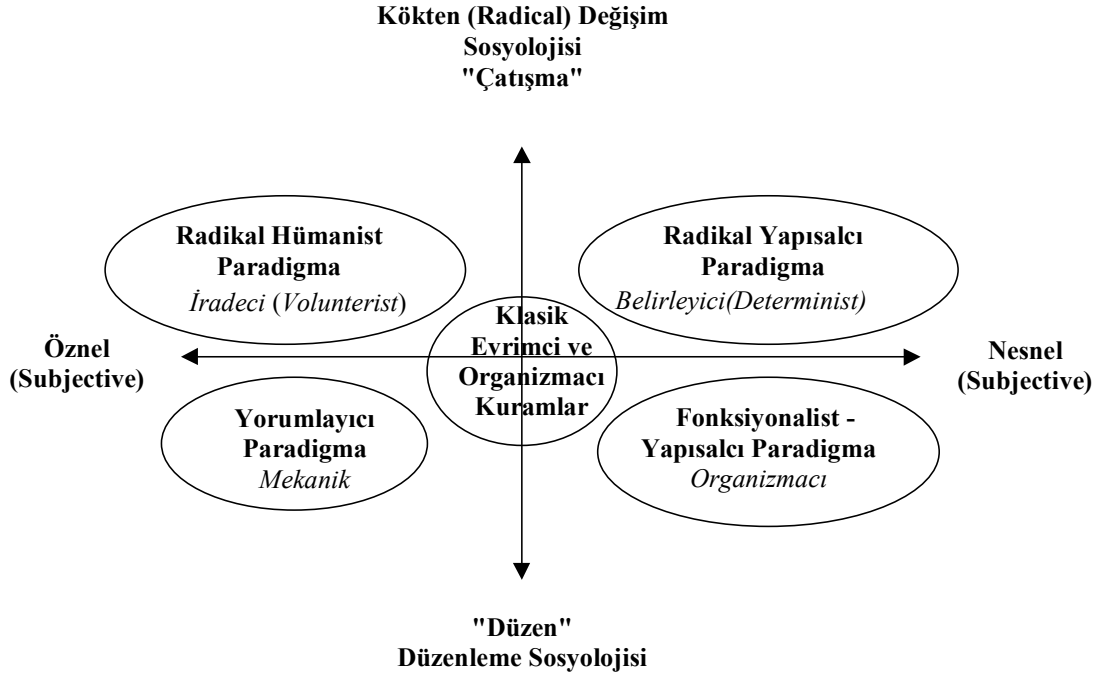 Kökten (Radical) Değişim
Sosyolojisi
"Çatışma"
Radikal Hümanist
Paradigma
İradeci (Volunterist)
Radikal Yapısalcı
Paradigma
Belirleyici(Determinist)
Klasik
Evrimci ve
Organizmacı
Kuramlar
Öznel
(Subjective)
Nesnel
(Subjective)
Yorumlayıcı
Paradigma
Mekanik
Fonksiyonalist -
Yapısalcı Paradigma
Organizmacı
"Düzen"
Düzenleme Sosyolojisi